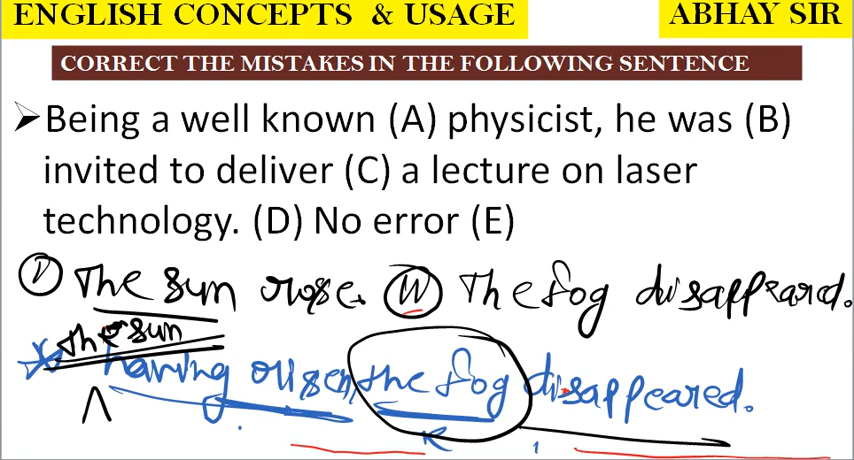 ENGLISH CONCEPTS & USAGE ABHAY SIR
CORRECT THE MISTAKES IN THE FOLLOWING SENTENCE
➢Being a well known (A) physicist, he was (B)
invited to deliver (C) a lecture on laser
technology. (D) No error (E)
The Sun rose. The fog disappeared.
the sun
having risen, the fog disappeared.